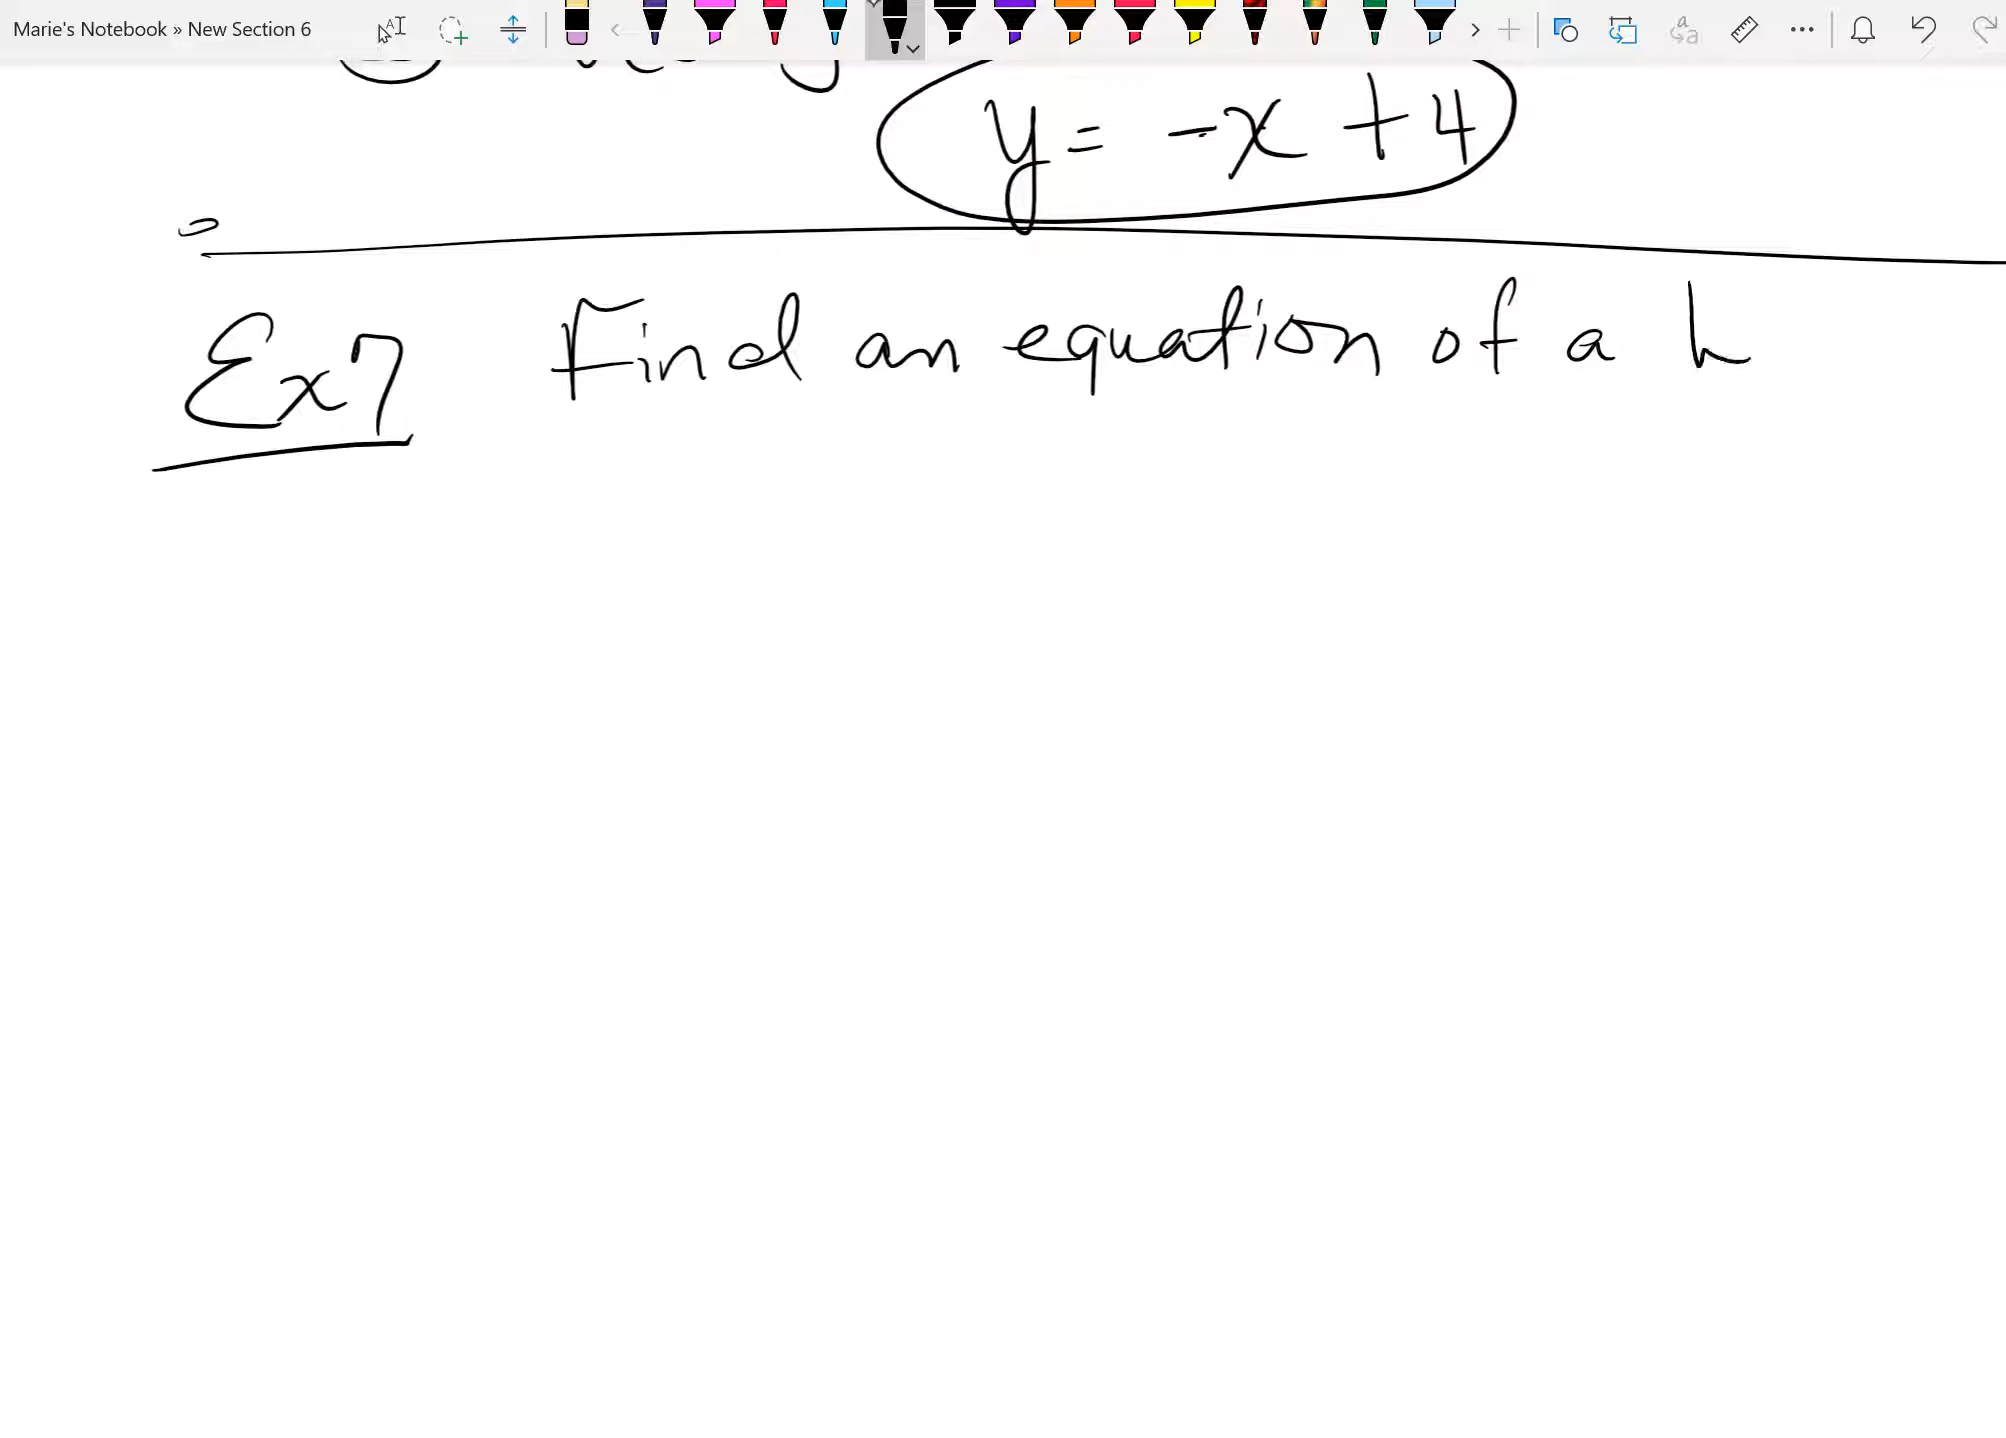 Marie's Notebook » New Section 6
y = -x + 4
Ex7 Find an equation of a h